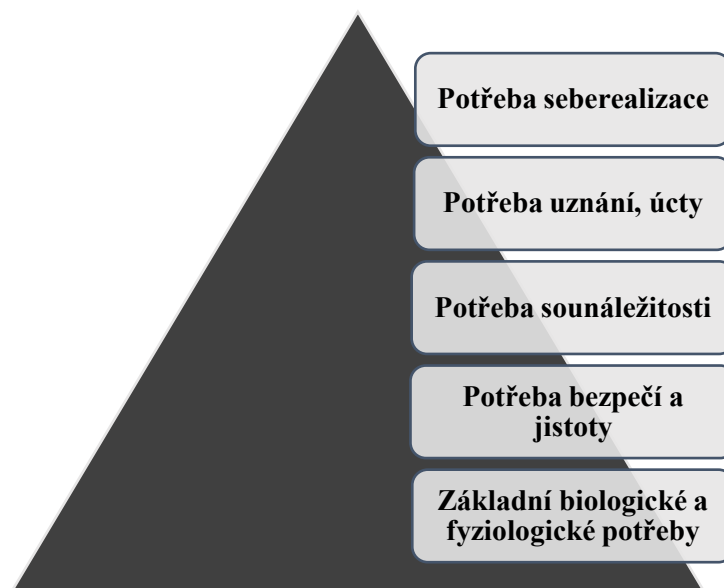 Potřeba seberealizace
Potřeba uznání, úcty
Potřeba sounáležitosti
Potřeba bezpečí a
jistoty
Základní biologické a
fyziologické potřeby